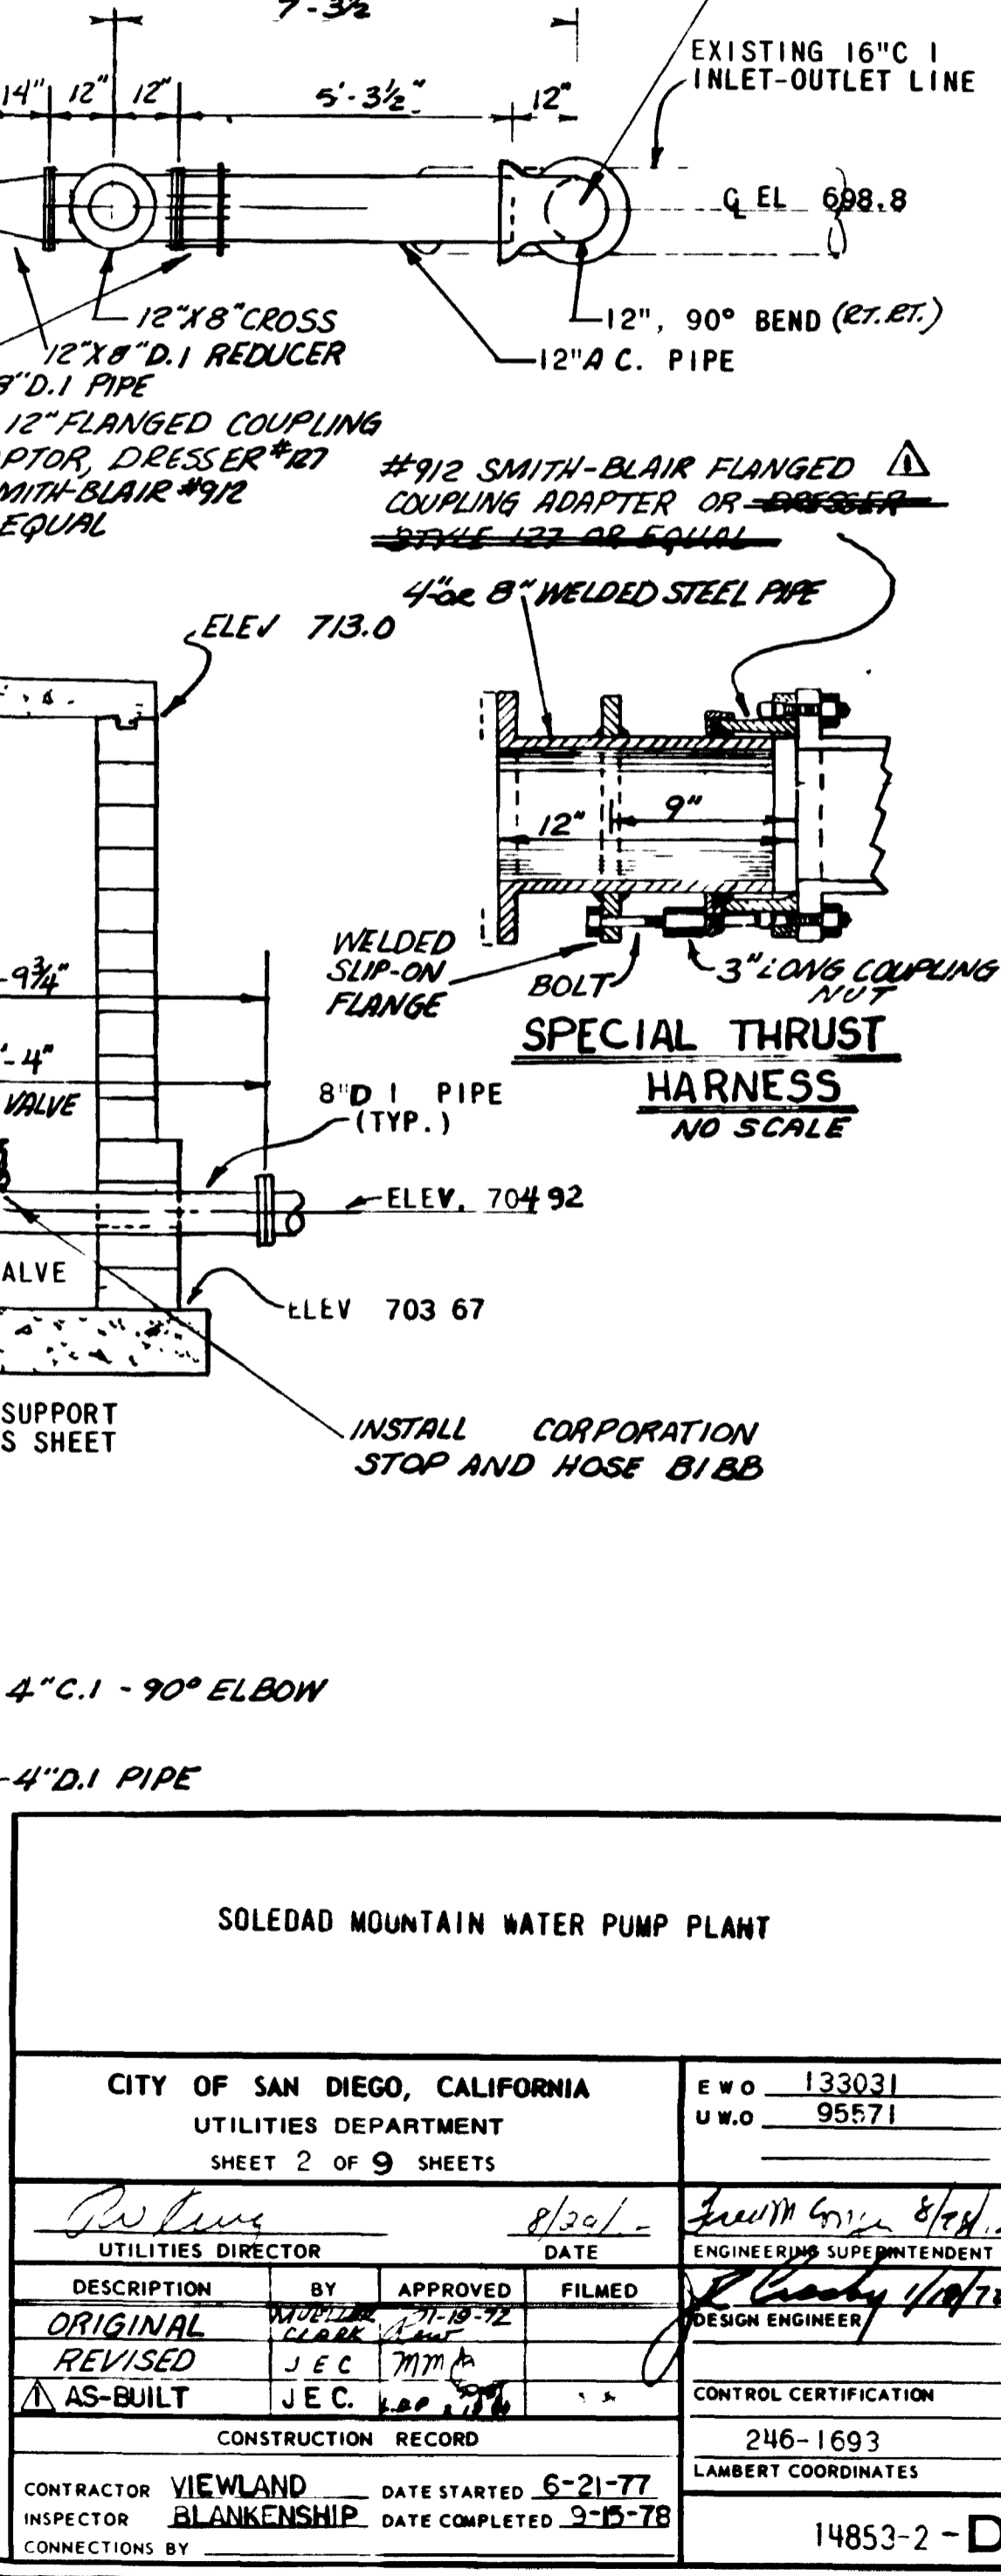 7'-3½
EXISTING 16"C I
INLET-OUTLET LINE
14" 12" 12" 5'-3½" 12"
℄ EL 698.8
12"X8"CROSS
12", 90° BEND (RT.RT.)
12"X8"D.I REDUCER
12"A C. PIPE
8"D.I PIPE
12"FLANGED COUPLING
PTOR, DRESSER #127
MITH-BLAIR #912
EQUAL
#912 SMITH-BLAIR FLANGED 1
COUPLING ADAPTER OR DRESSER
STYLE 127 OR EQUAL
4"OR 8" WELDED STEEL PIPE
ELEV 713.0
9"
12"
WELDED
SLIP-ON
FLANGE
BOLT
3"LONG COUPLING
NUT
SPECIAL THRUST
HARNESS
NO SCALE
-9¾"
'-4"
VALVE
8"D I PIPE
(TYP.)
ELEV. 704 92
ALVE
ELEV 703 67
SUPPORT
S SHEET
INSTALL CORPORATION
STOP AND HOSE BIBB
4"C.I - 90° ELBOW
4"D.I PIPE
SOLEDAD MOUNTAIN WATER PUMP PLANT
CITY OF SAN DIEGO, CALIFORNIA
UTILITIES DEPARTMENT
SHEET 2 OF 9 SHEETS
E W O 133031
U W.O 95571
8/29/
UTILITIES DIRECTOR DATE
ENGINEERING SUPERINTENDENT
DESCRIPTION BY APPROVED FILMED
ORIGINAL MUELLER CLARK
REVISED J E C
1 AS-BUILT J E C.
DESIGN ENGINEER
CONTROL CERTIFICATION
CONSTRUCTION RECORD
246-1693
LAMBERT COORDINATES
CONTRACTOR VIEWLAND DATE STARTED 6-21-77
INSPECTOR BLANKENSHIP DATE COMPLETED 9-15-78
CONNECTIONS BY
14853-2-D